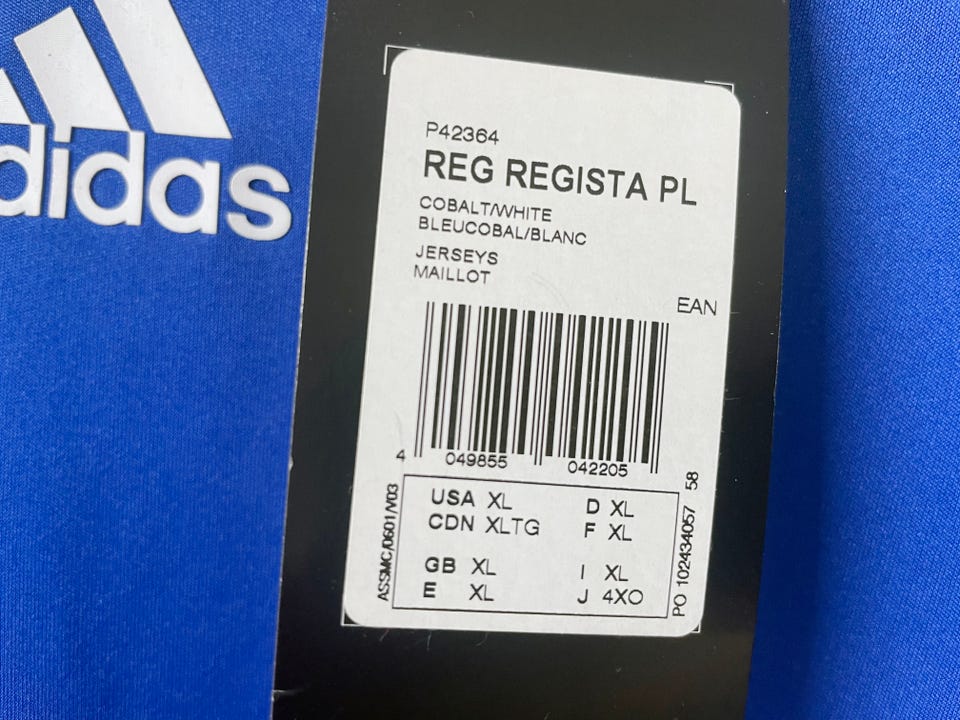 adidas
P42364
REG REGISTA PL
COBALT/WHITE
BLEUCOBAL/BLANC
JERSEYS
MAILLOT
EAN
4 049855 042205
USA XL D XL
CDN XLTG F XL
GB XL I XL
E XL J 4XO
ASSMC/0601/V03
PO 102434057 58